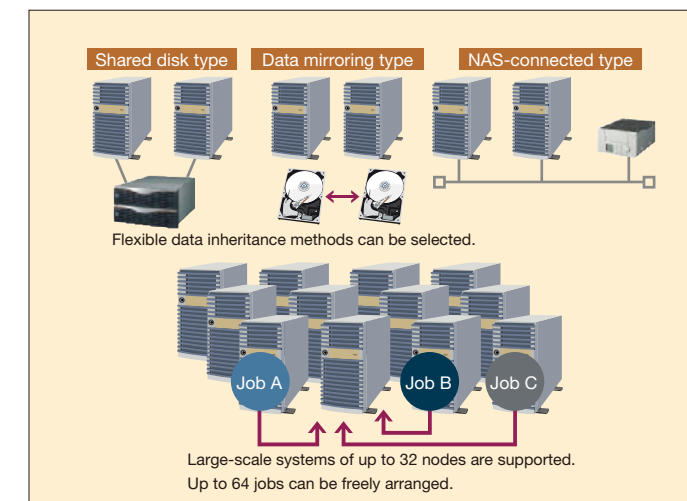 Shared disk type
Data mirroring type
NAS-connected type
Flexible data inheritance methods can be selected.
Job A
Job B
Job C
Large-scale systems of up to 32 nodes are supported.
Up to 64 jobs can be freely arranged.